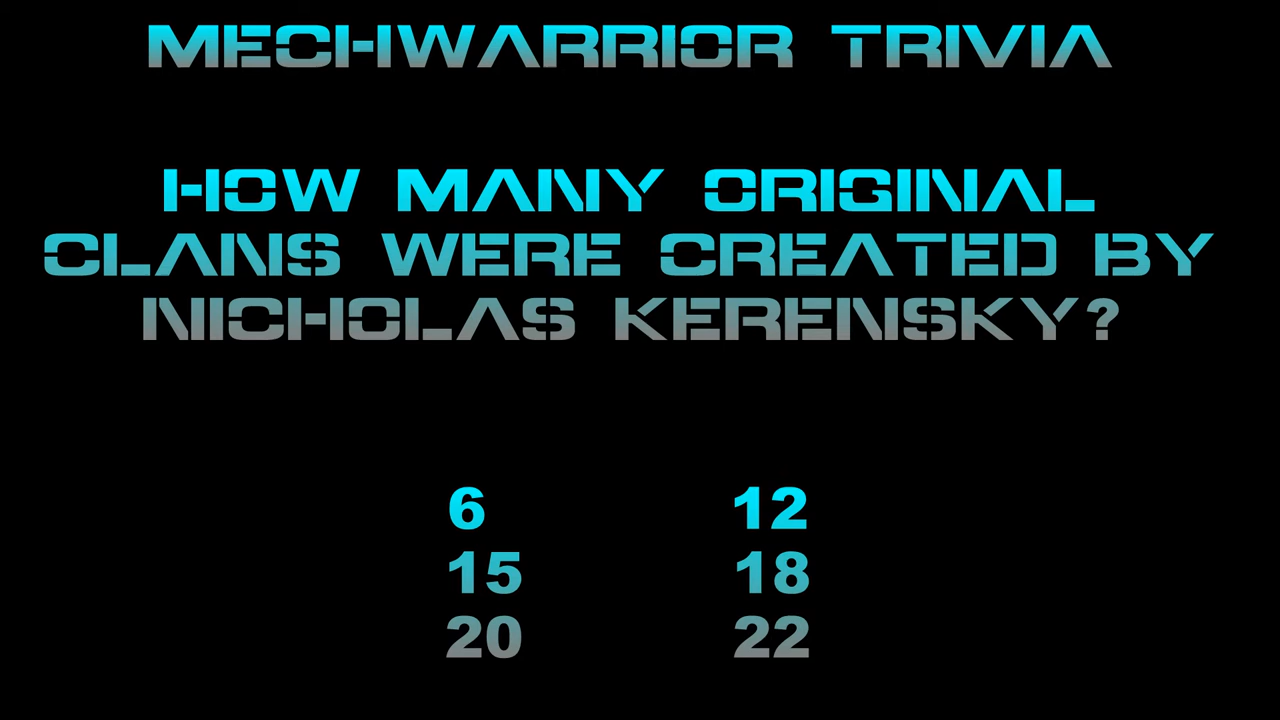 MECHWARRIOR TRIVIA
HOW MANY ORIGINAL
CLANS WERE CREATED BY
NICHOLAS KERENSKY?
6 12
15 18
20 22